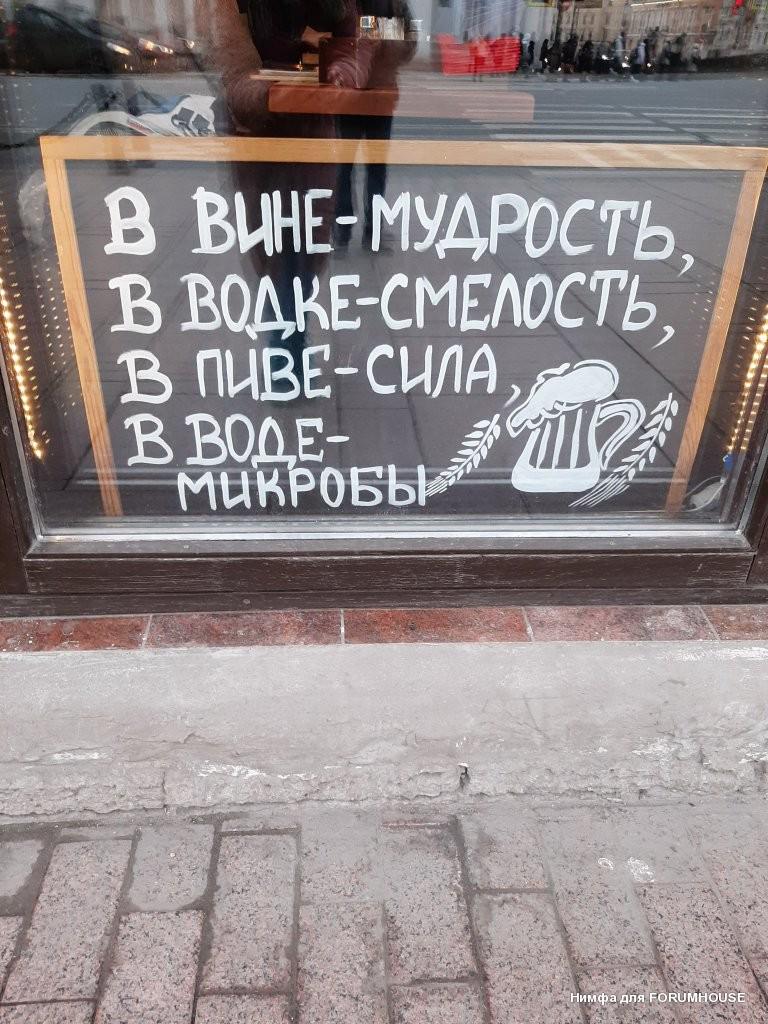 В ВИНЕ-МУДРОСТЬ,
В ВОДКЕ-СМЕЛОСТЬ,
В ПИВЕ-СИЛА
В ВОДЕ-
МИКРОБЫ
Нимфа для FORUMHOUSE